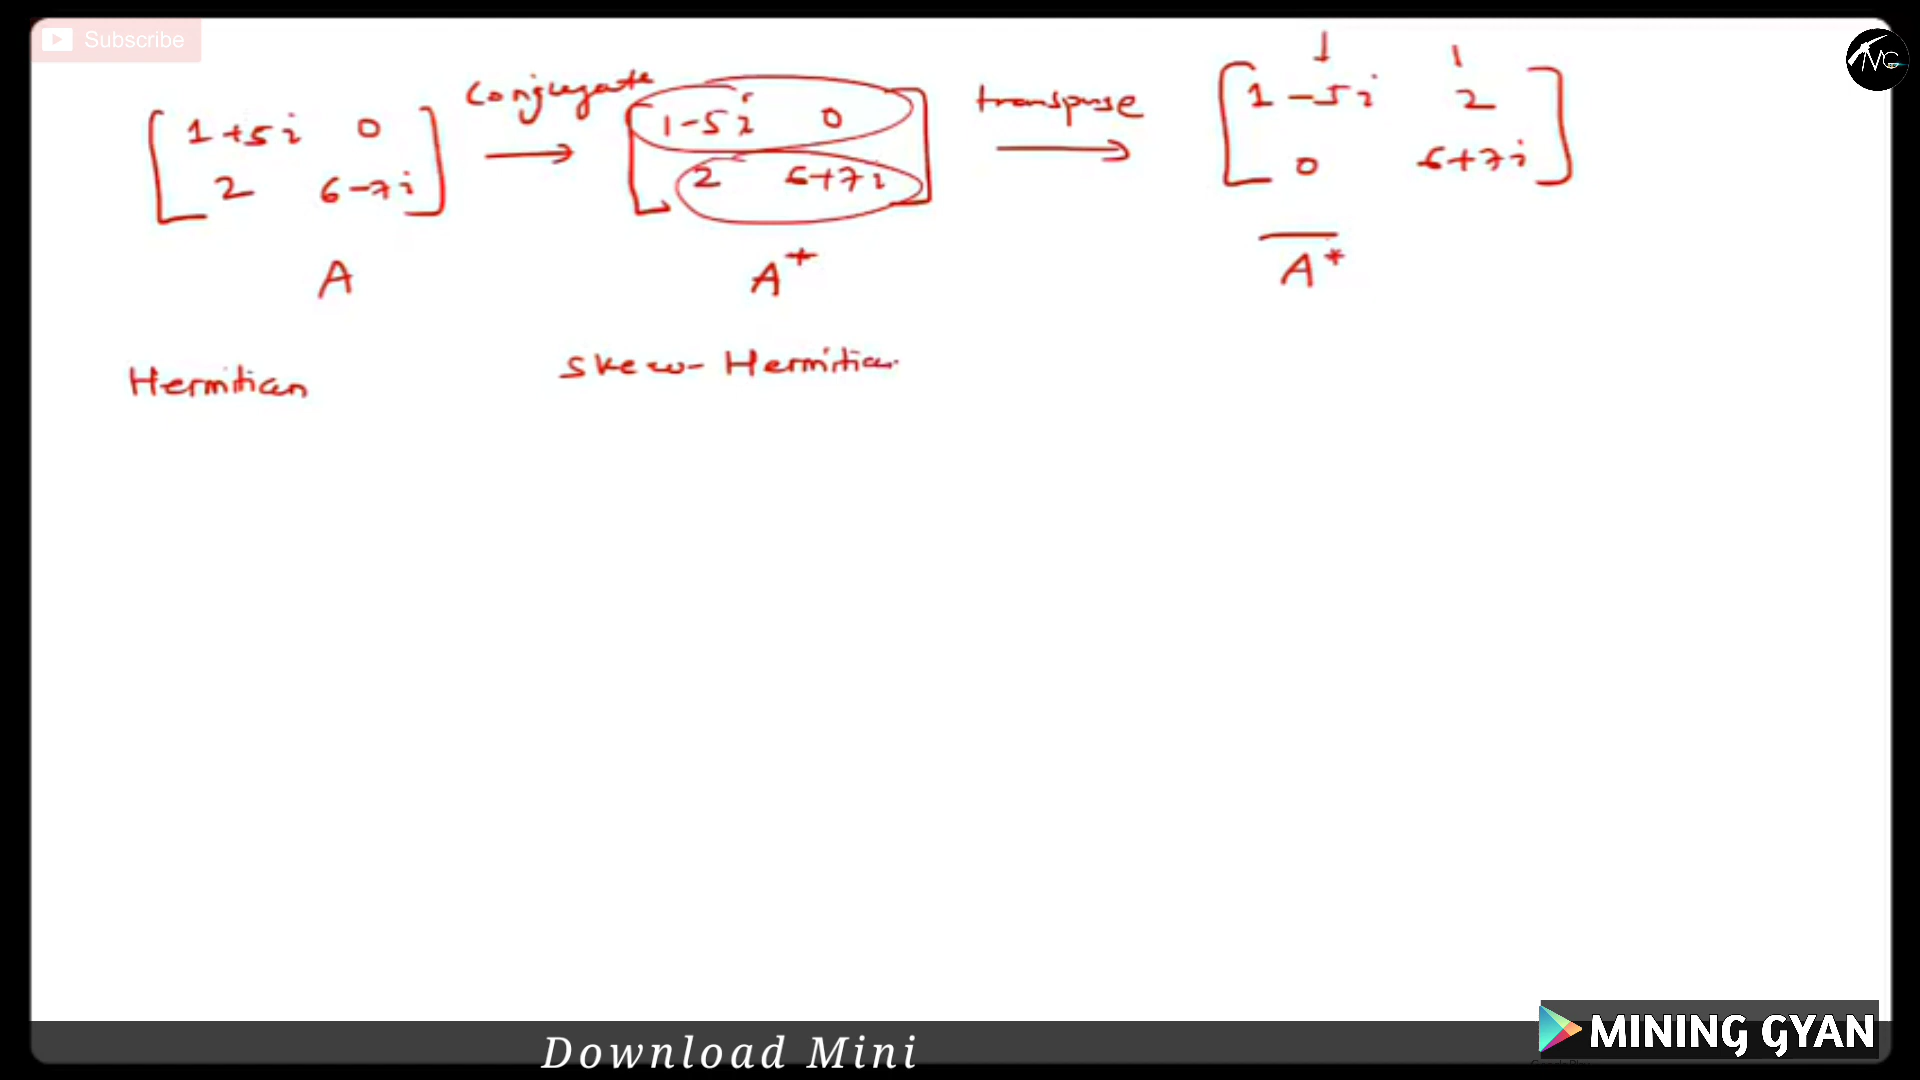 Subscribe
NG
1+5i 0
2 6-7i
conjugate
1-5i 0
2 6+7i
transpose
1-5i 2
0 6+7i
A
A*
A*
Hermitian
Skew-Hermitian
Download Mini
MINING GYAN